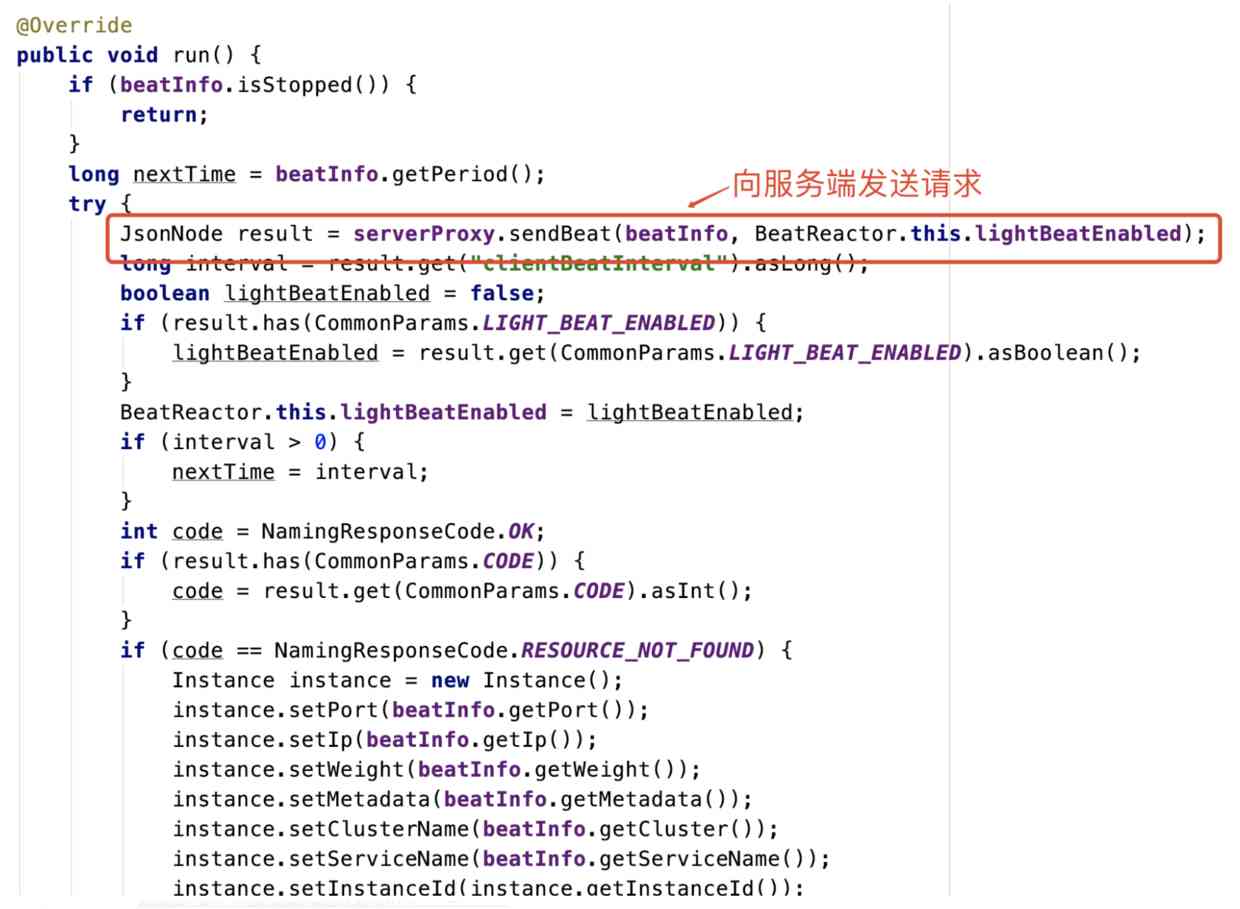 @Override
public void run() {
if (beatInfo.isStopped()) {
return;
}
long nextTime = beatInfo.getPeriod();
向服务端发送请求
try {
JsonNode result = serverProxy.sendBeat(beatInfo, BeatReactor.this.lightBeatEnabled);
long interval = result.get("clientBeatInterval").asLong();
boolean lightBeatEnabled = false;
if (result.has(CommonParams.LIGHT_BEAT_ENABLED)) {
lightBeatEnabled = result.get(CommonParams.LIGHT_BEAT_ENABLED).asBoolean();
}
BeatReactor.this.lightBeatEnabled = lightBeatEnabled;
if (interval > 0) {
nextTime = interval;
}
int code = NamingResponseCode.OK;
if (result.has(CommonParams.CODE)) {
code = result.get(CommonParams.CODE).asInt();
}
if (code == NamingResponseCode.RESOURCE_NOT_FOUND) {
Instance instance = new Instance();
instance.setPort(beatInfo.getPort());
instance.setIp(beatInfo.getIp());
instance.setWeight(beatInfo.getWeight());
instance.setMetadata(beatInfo.getMetadata());
instance.setClusterName(beatInfo.getCluster());
instance.setServiceName(beatInfo.getServiceName());
instance.setInstanceId(instance.getInstanceId());